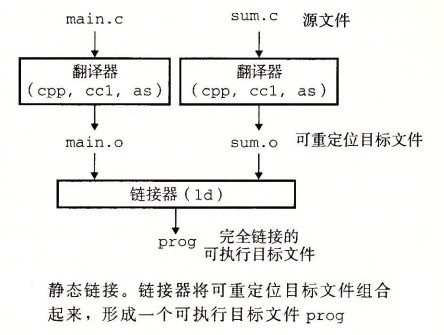 main.c sum.c 源文件
翻译器 翻译器
(cpp, cc1, as) (cpp, cc1, as)
main.o sum.o 可重定位目标文件
链接器(ld)
prog 完全链接的
可执行目标文件
静态链接。链接器将可重定位目标文件组合
起来,形成一个可执行目标文件 prog